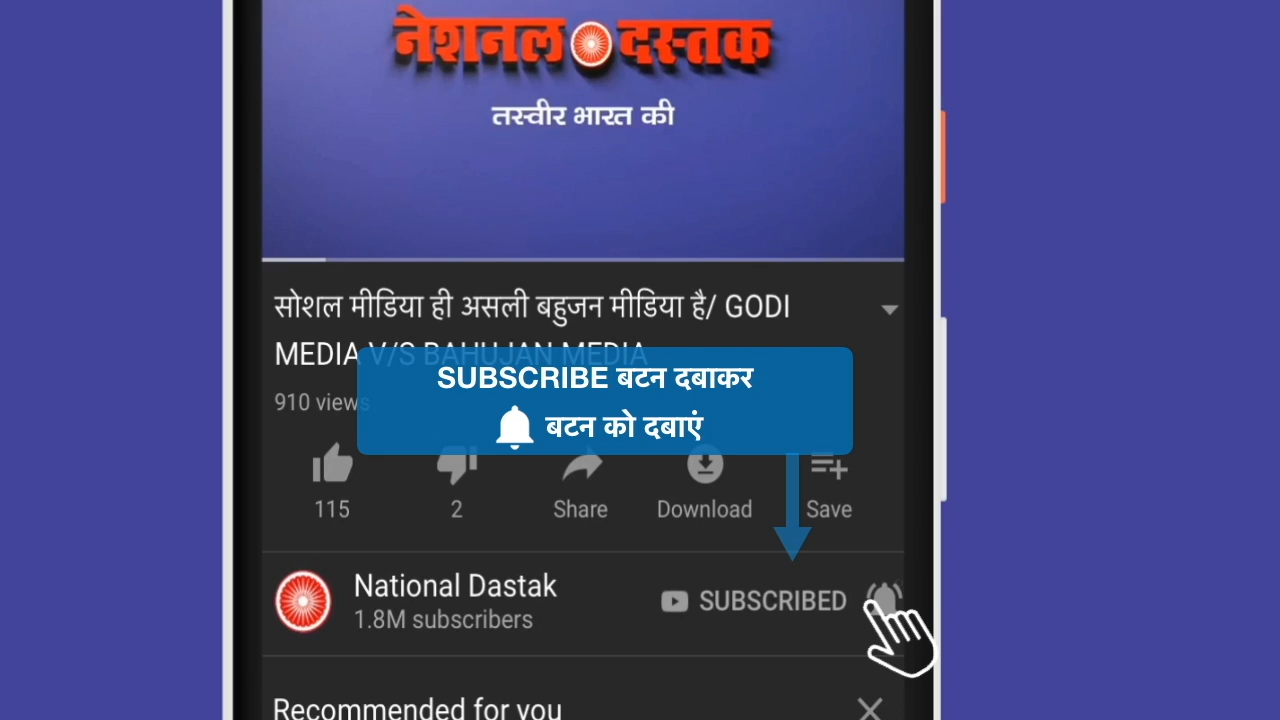 नेशनल दस्तक
तस्वीर भारत की
सोशल मीडिया ही असली बहुजन मीडिया है/ GODI
MEDIA V/S BAHUJAN MEDIA
910 views
SUBSCRIBE बटन दबाकर
बटन को दबाएं
115
2
Share
Download
Save
National Dastak
1.8M subscribers
SUBSCRIBED
Recommended for you